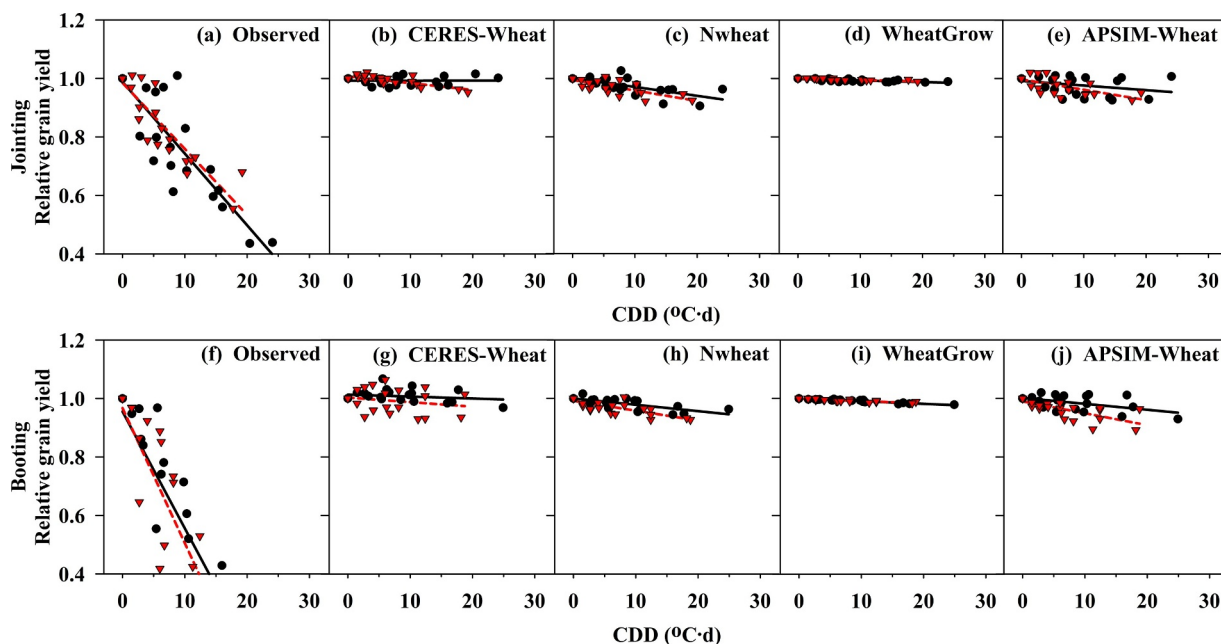 (a) Observed
(b) CERES-Wheat
(c) Nwheat
(d) WheatGrow
(e) APSIM-Wheat
Jointing
Relative grain yield
1.2
1.0
0.8
0.6
0.4
0 10 20 30 0 10 20 30 0 10 20 30 0 10 20 30 0 10 20 30
CDD (ºC·d)
(f) Observed
(g) CERES-Wheat
(h) Nwheat
(i) WheatGrow
(j) APSIM-Wheat
Booting
Relative grain yield
1.2
1.0
0.8
0.6
0.4
0 10 20 30 0 10 20 30 0 10 20 30 0 10 20 30 0 10 20 30
CDD (ºC·d)